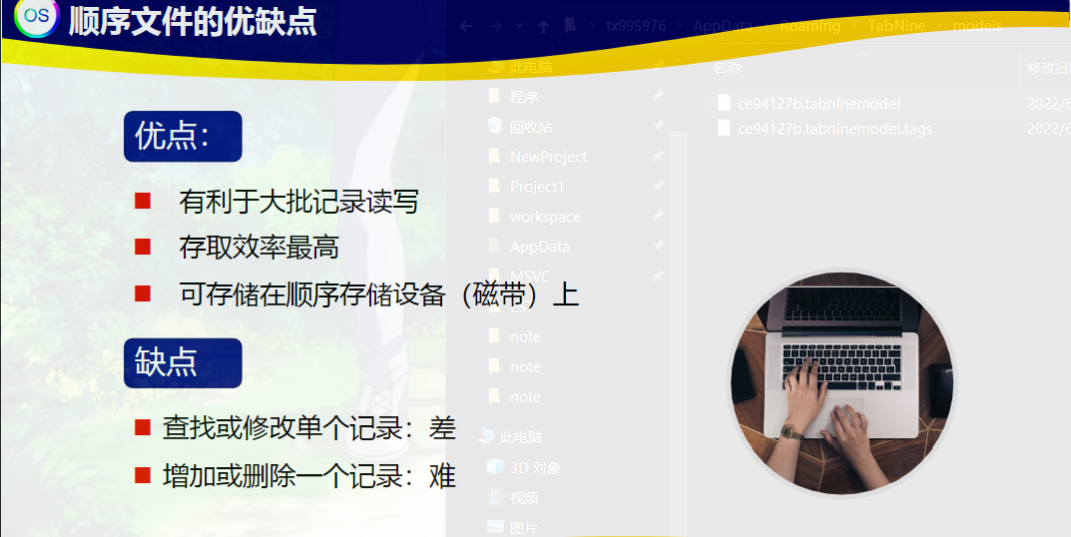 OS 顺序文件的优缺点
tx995976 > AppData > Roaming > TabNine > models
此电脑
名称
修改日
程序
ce94127b.tabninemodel
2022/6
回收站
ce94127b.tabninemodel.tags
2022/6
优点：
NewProject
Project1
有利于大批记录读写
workspace
存取效率最高
AppData
MSVC
可存储在顺序存储设备（磁带）上
note
缺点
note
note
查找或修改单个记录：差
此电脑
增加或删除一个记录：难
3D 对象
视频
图片